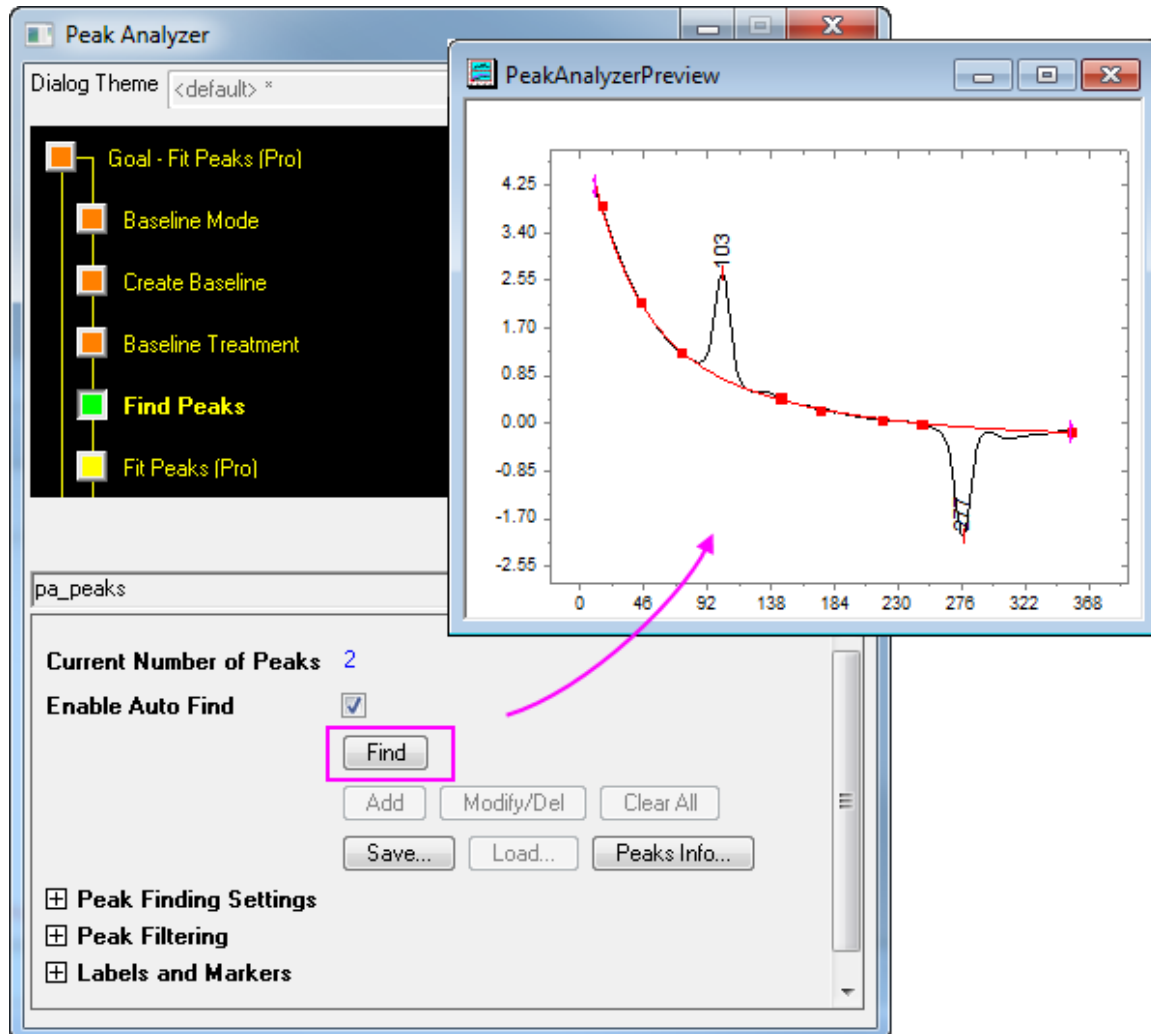 Peak Analyzer
Dialog Theme <default> *
Goal - Fit Peaks (Pro)
Baseline Mode
Create Baseline
Baseline Treatment
Find Peaks
Fit Peaks (Pro)
PeakAnalyzerPreview
4.25
3.40
2.55
1.70
0.85
0.00
-0.85
-1.70
-2.55
103
0 46 92 138 184 230 276 322 368
pa_peaks
Current Number of Peaks 2
Enable Auto Find
Find
Add Modify/Del Clear All
Save... Load... Peaks Info...
Peak Finding Settings
Peak Filtering
Labels and Markers